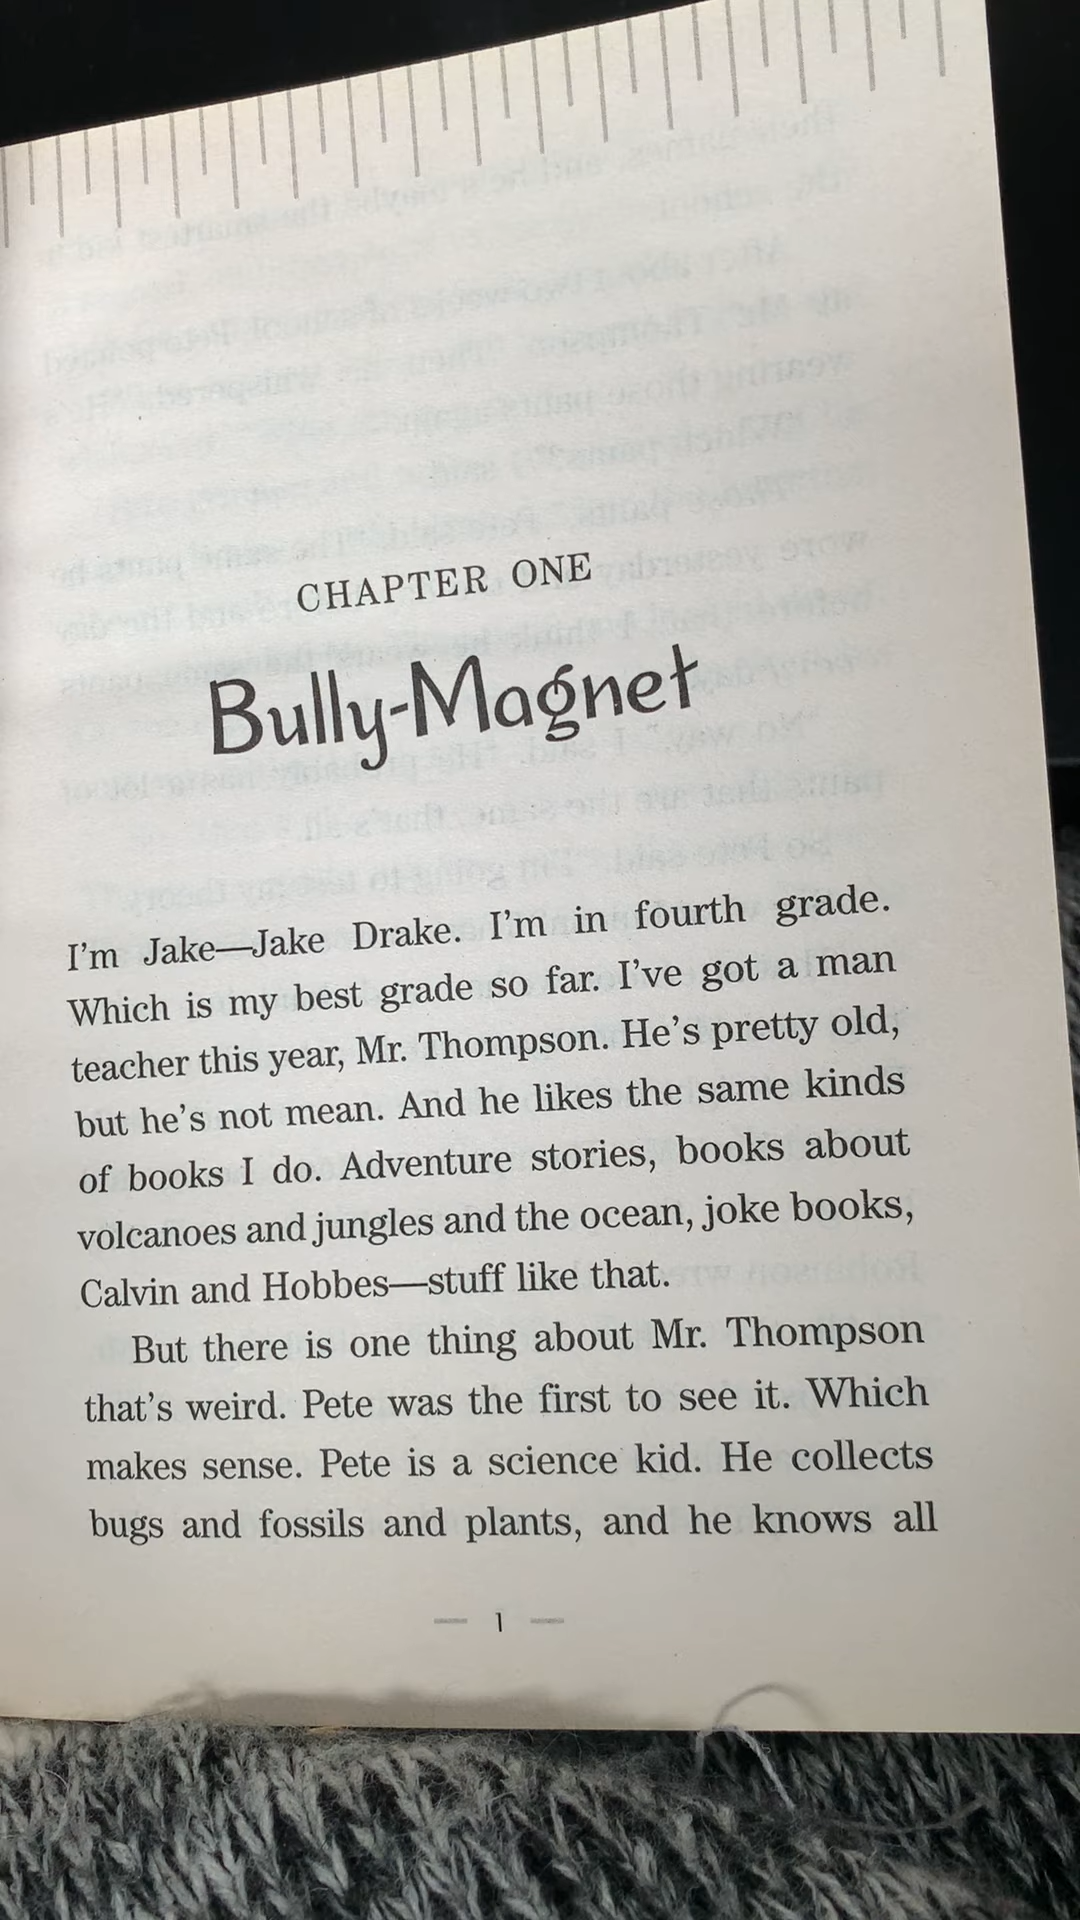 CHAPTER ONE
Bully-Magnet
I'm Jake—Jake Drake. I'm in fourth grade.
Which is my best grade so far. I've got a man
teacher this year, Mr. Thompson. He's pretty old,
but he's not mean. And he likes the same kinds
of books I do. Adventure stories, books about
volcanoes and jungles and the ocean, joke books,
Calvin and Hobbes—stuff like that.
But there is one thing about Mr. Thompson
that's weird. Pete was the first to see it. Which
makes sense. Pete is a science kid. He collects
bugs and fossils and plants, and he knows all
1